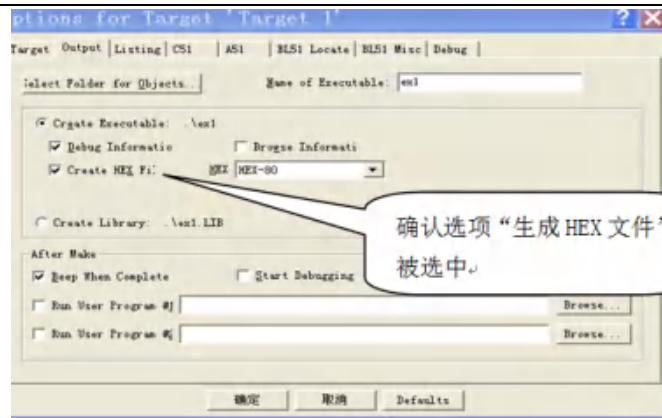 ptions for Target 'Target 1'
Target Output Listing C51 A51 BL51 Locate BL51 Misc Debug
elect Folder for Objects.. Name of Executable: ex1
Create Executable: .\ex1
Debug Informatio Browse Informati
Create HEX Fi: HEX HEX-80
Create Library: .\ex1.LIB
确认选项“生成 HEX 文件”
被选中
After Make
Beep When Complete Start Debugging
Run User Program #1 Browse...
Run User Program # Browse...
确定 取消 Defaults